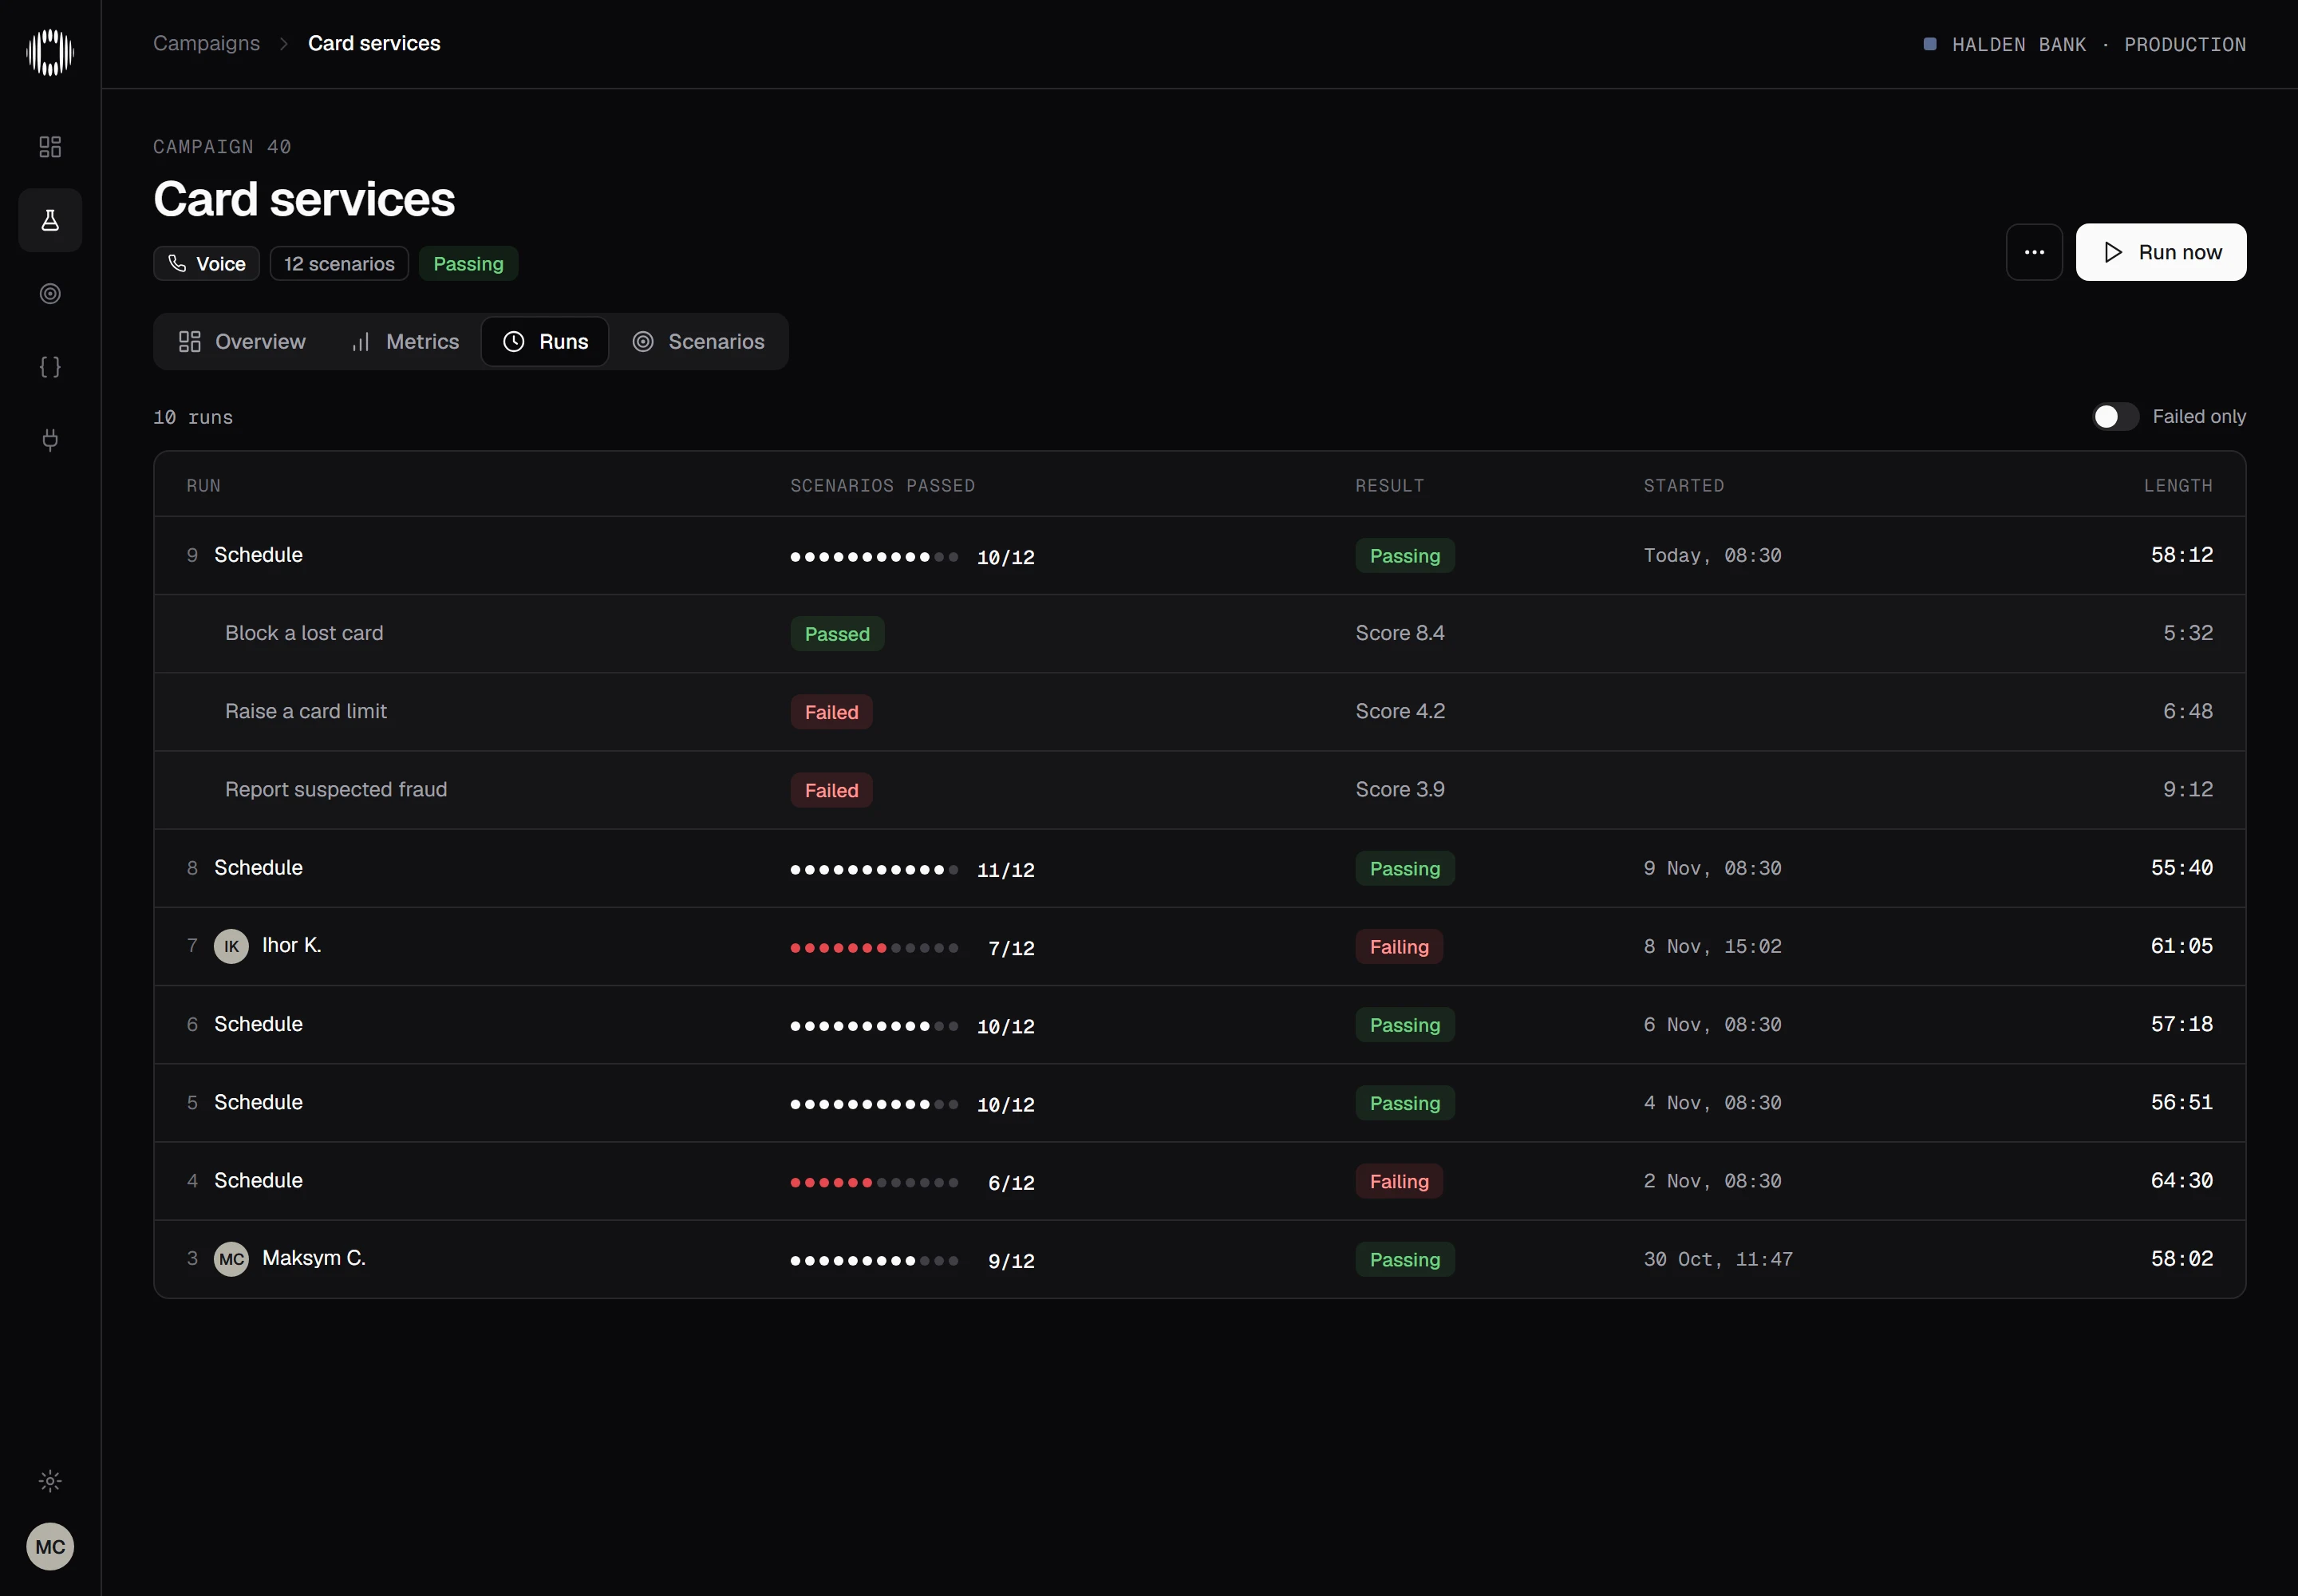 Campaigns > Card services
HALDEN BANK · PRODUCTION
CAMPAIGN 40
Card services
Voice
12 scenarios
Passing
Run now
Overview
Metrics
Runs
Scenarios
10 runs
Failed only
RUN SCENARIOS PASSED RESULT STARTED LENGTH
9 Schedule 10/12 Passing Today, 08:30 58:12
Block a lost card Passed Score 8.4 5:32
Raise a card limit Failed Score 4.2 6:48
Report suspected fraud Failed Score 3.9 9:12
8 Schedule 11/12 Passing 9 Nov, 08:30 55:40
7 IK Ihor K. 7/12 Failing 8 Nov, 15:02 61:05
6 Schedule 10/12 Passing 6 Nov, 08:30 57:18
5 Schedule 10/12 Passing 4 Nov, 08:30 56:51
4 Schedule 6/12 Failing 2 Nov, 08:30 64:30
3 MC Maksym C. 9/12 Passing 30 Oct, 11:47 58:02
MC